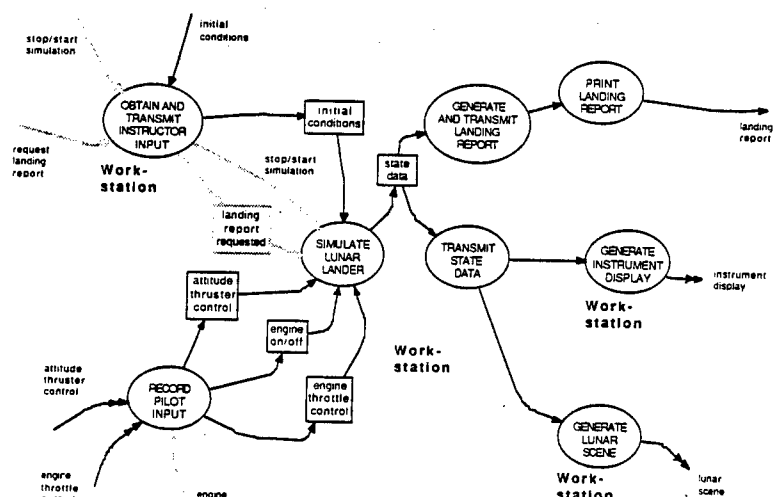 initial
conditions
stop/start
simulation
OBTAIN AND
TRANSMIT
INSTRUCTOR
INPUT
initial
conditions
request
landing
report
Work-
station
stop/start
simulation
landing
report
requested
GENERATE
AND TRANSMIT
LANDING
REPORT
PRINT
LANDING
REPORT
landing
report
state
data
SIMULATE
LUNAR
LANDER
TRANSMIT
STATE
DATA
GENERATE
INSTRUMENT
DISPLAY
instrument
display
Work-
station
attitude
thruster
control
engine
on/off
Work-
station
attitude
thruster
control
RECORD
PILOT
INPUT
engine
throttle
control
GENERATE
LUNAR
SCENE
engine
throttle
engine
Work-
station
lunar
scene